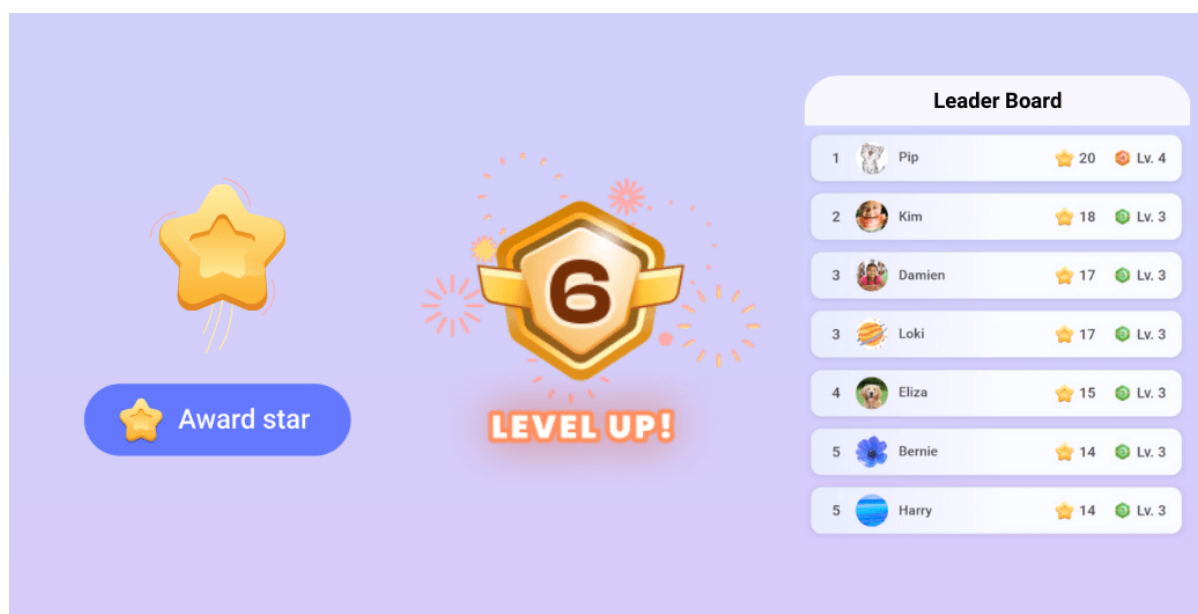 Award star
6
LEVEL UP!
Leader Board
1 Pip 20 Lv. 4
2 Kim 18 Lv. 3
3 Damien 17 Lv. 3
3 Loki 17 Lv. 3
4 Eliza 15 Lv. 3
5 Bernie 14 Lv. 3
5 Harry 14 Lv. 3